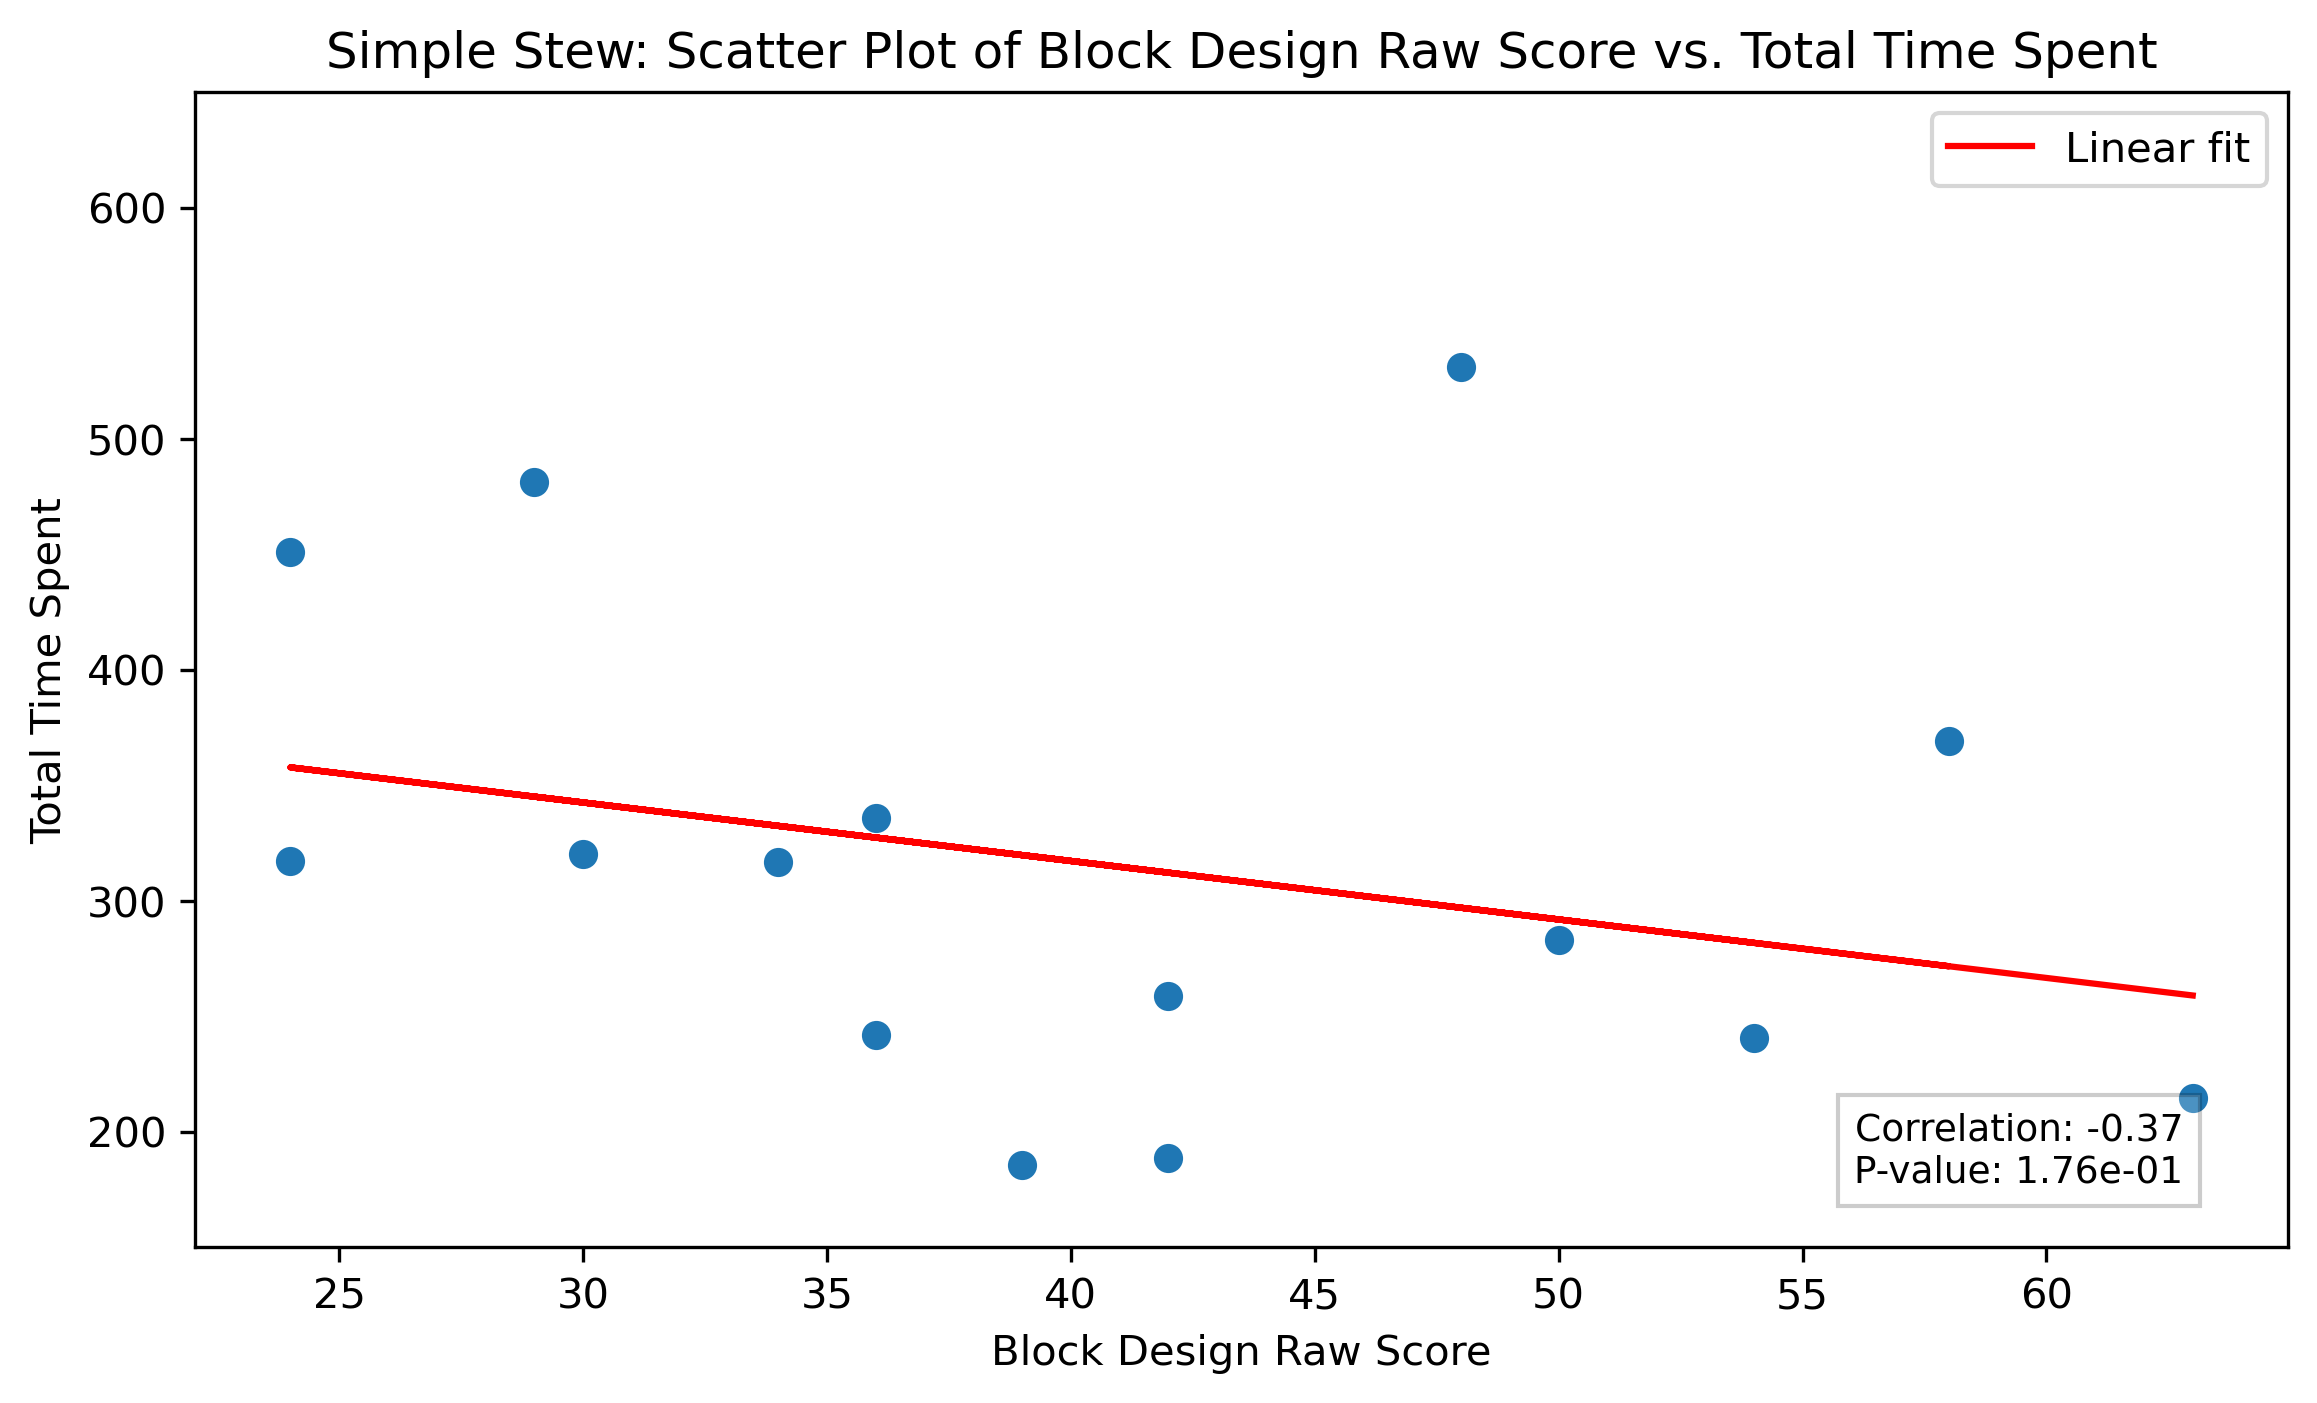 Simple Stew: Scatter Plot of Block Design Raw Score vs. Total Time Spent
Linear fit
600
500
400
300
200
Total Time Spent
Correlation: -0.37
P-value: 1.76e-01
25 30 35 40 45 50 55 60
Block Design Raw Score